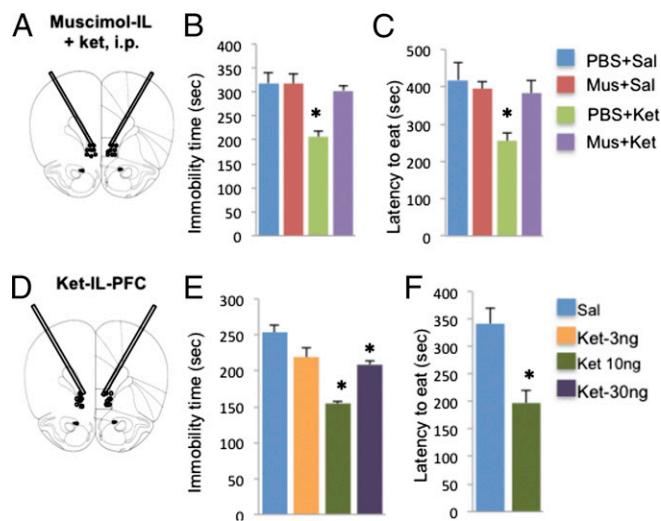 A
Muscimol-IL
+ ket, i.p.
B
Immobility time (sec)
350
300
250
200
150
100
50
0
*
C
Latency to eat (sec)
500
400
300
200
100
0
*
PBS+Sal
Mus+Sal
PBS+Ket
Mus+Ket
D
Ket-IL-PFC
E
Immobility time (sec)
300
250
200
150
100
50
0
*
*
F
Latency to eat (sec)
400
350
300
250
200
150
100
50
0
*
Sal
Ket-3ng
Ket 10ng
Ket-30ng